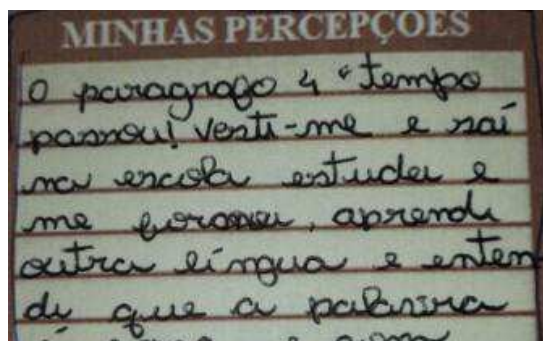 MINHAS PERCEPÇÕES
O paragrafo 4 "tempo
passou! Vesti-me e saí
na escola estudei e
me formei, aprendi
outra língua e enten
di que a palavra